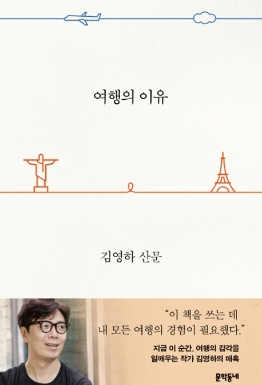 여행의 이유
김영하 산문
“이 책을 쓰는 데
내 모든 여행의 경험이 필요했다.”
지금 이 순간, 여행의 감각을
일깨우는 작가 김영하의 매혹
문학동네